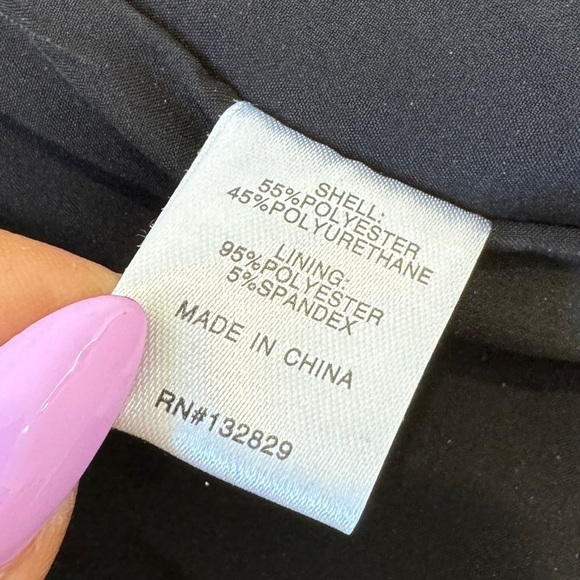 SHELL:
55%POLYESTER
45%POLYURETHANE
LINING:
95%POLYESTER
5%SPANDEX
MADE IN CHINA
RN#132829